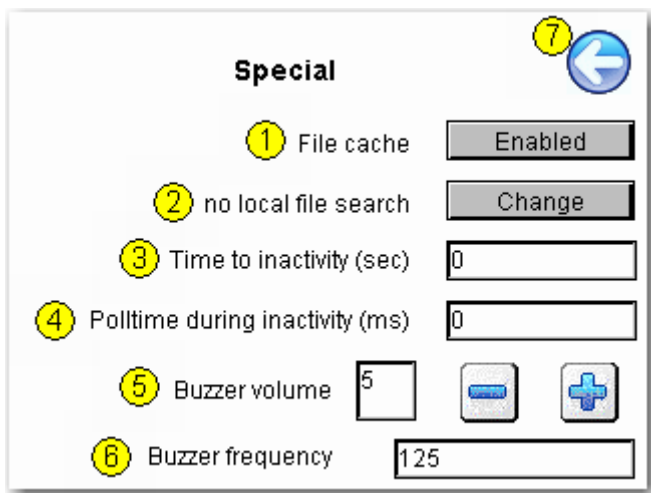 7
Special
1 File cache Enabled
2 no local file search Change
3 Time to inactivity (sec) 0
4 Polltime during inactivity (ms) 0
5 Buzzer volume 5
6 Buzzer frequency 125